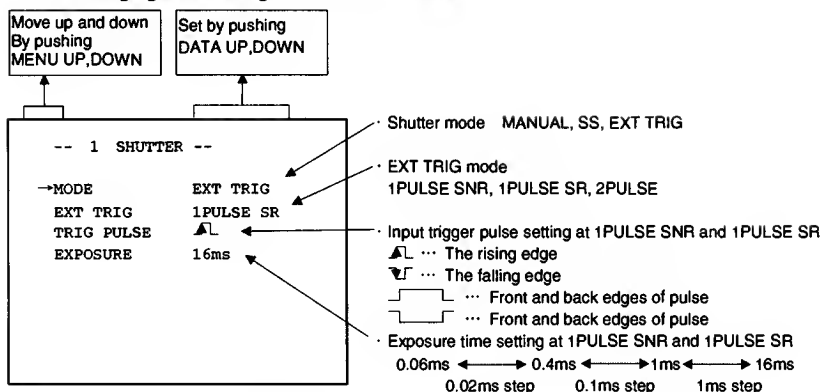 Move up and down
By pushing
MENU UP,DOWN
Set by pushing
DATA UP,DOWN
-- 1 SHUTTER --
→MODE EXT TRIG
EXT TRIG 1PULSE SR
TRIG PULSE
EXPOSURE 16ms
· Shutter mode MANUAL, SS, EXT TRIG
· EXT TRIG mode
1PULSE SNR, 1PULSE SR, 2PULSE
· Input trigger pulse setting at 1PULSE SNR and 1PULSE SR
··· The rising edge
··· The falling edge
··· Front and back edges of pulse
··· Front and back edges of pulse
· Exposure time setting at 1PULSE SNR and 1PULSE SR
0.06ms 0.4ms 1ms 16ms
0.02ms step 0.1ms step 1ms step